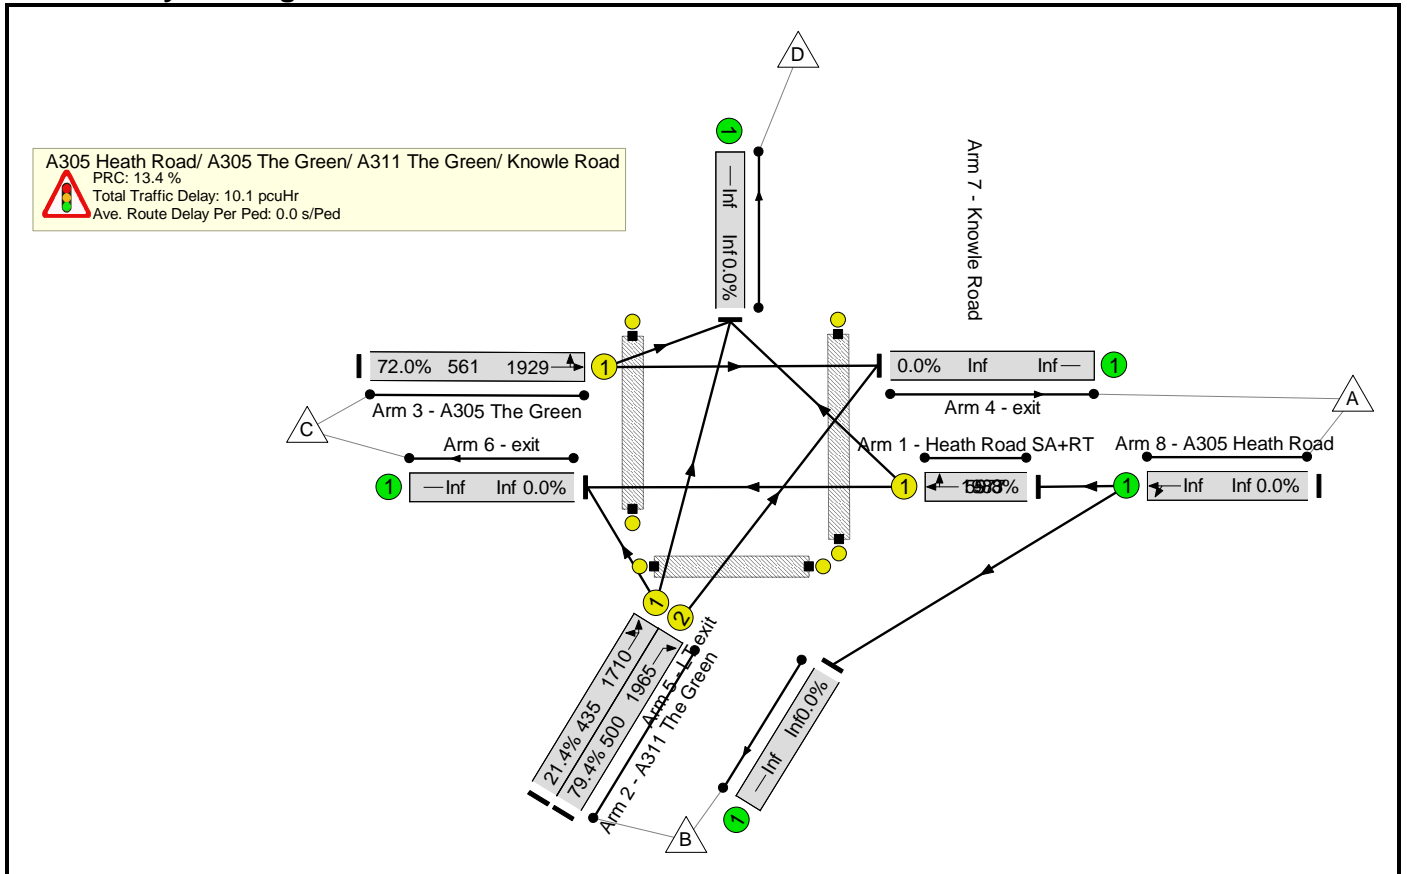 D
1
A305 Heath Road/ A305 The Green/ A311 The Green/ Knowle Road
PRC: 13.4 %
Total Traffic Delay: 10.1 pcuHr
Ave. Route Delay Per Ped: 0.0 s/Ped
Inf Inf 0.0%
Arm 7 - Knowle Road
72.0% 561 1929
1
0.0% Inf Inf
1
Arm 3 - A305 The Green
Arm 4 - exit
A
C
Arm 6 - exit
Arm 1 - Heath Road SA+RT
Arm 8 - A305 Heath Road
1
Inf Inf 0.0%
1
1
Inf Inf 0.0%
1
2
21.4% 435 1710
79.4% 500 1965
Arm 5 - LT exit
Arm 2 - A311 The Green
Inf Inf 0.0%
1
B